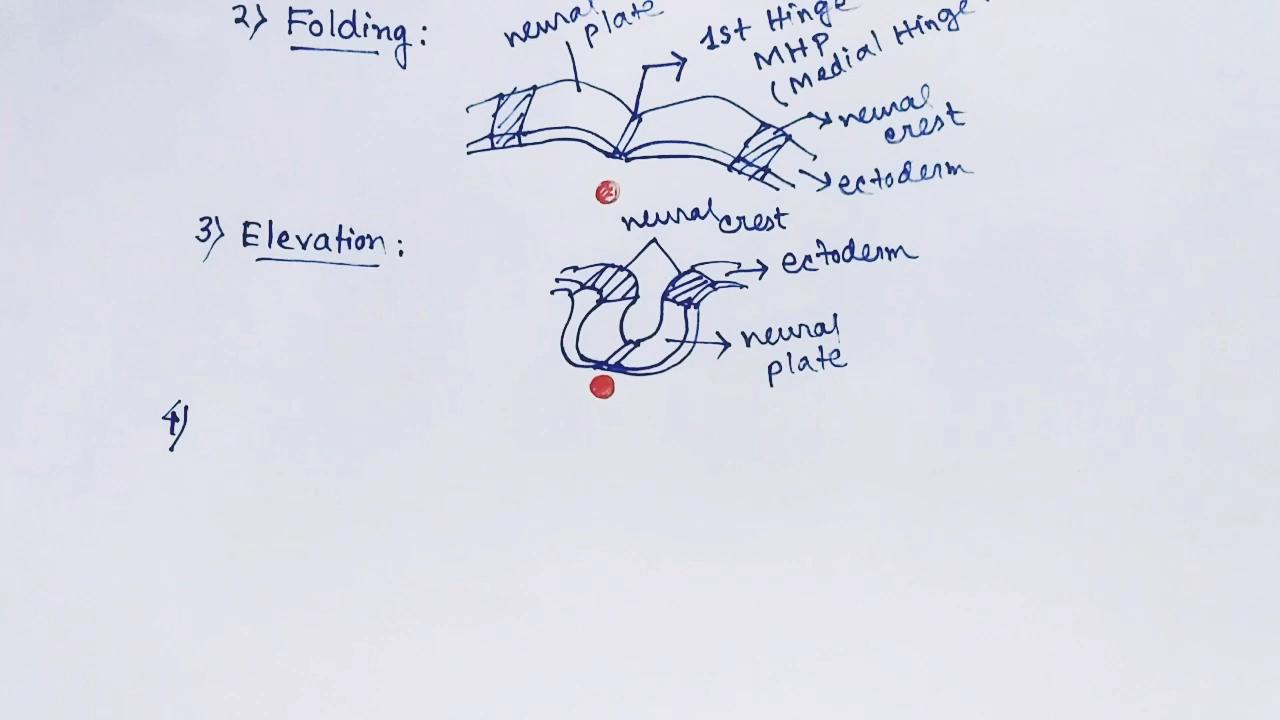 2) Folding:
neural
plate
1st Hinge
MHP
(Medial Hinge
neural
crest
ectoderm
3) Elevation:
neural crest
ectoderm
neural
plate
4)